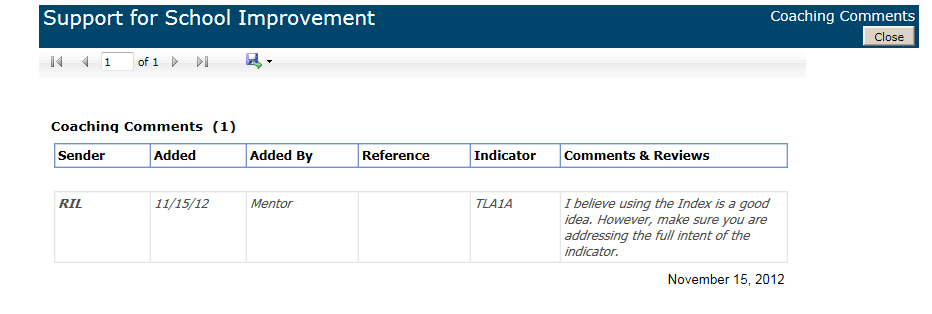 Support for School Improvement
Coaching Comments
Close
1 of 1
Coaching Comments (1)
Sender Added Added By Reference Indicator Comments & Reviews
RIL 11/15/12 Mentor TLA1A I believe using the Index is a good
idea. However, make sure you are
addressing the full intent of the
indicator.
November 15, 2012